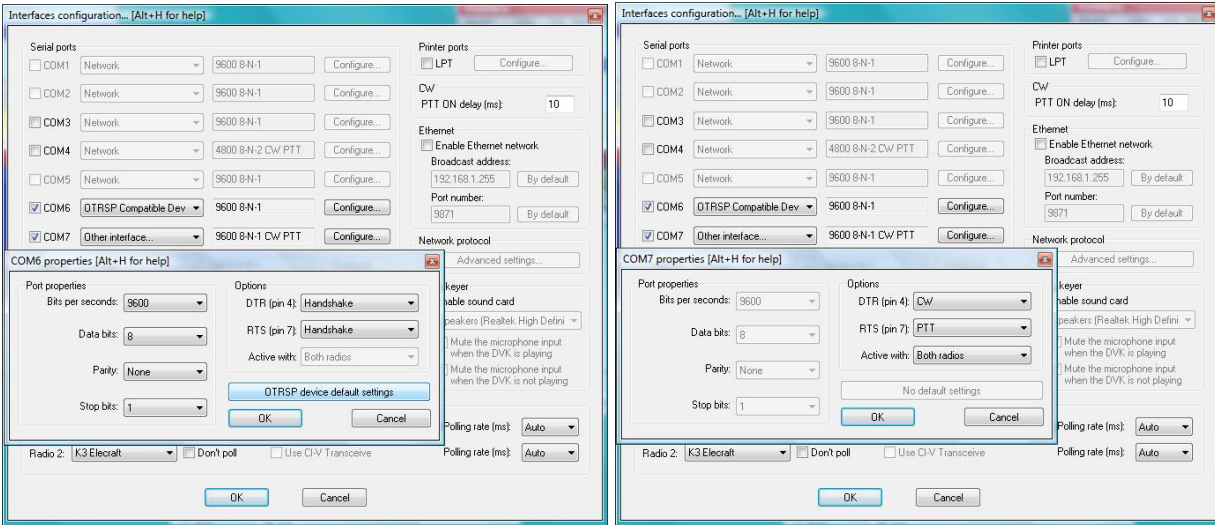 Interfaces configuration... [Alt+H for help]
Serial ports
COM1 Network 9600 8-N-1 Configure...
COM2 Network 9600 8-N-1 Configure...
COM3 Network 9600 8-N-1 Configure...
COM4 Network 4800 8-N-2 CW PTT Configure...
COM5 Network 9600 8-N-1 Configure...
COM6 OTRSP Compatible Dev 9600 8-N-1 Configure...
COM7 Other interface... 9600 8-N-1 CW PTT Configure...
Printer ports
LPT Configure...
CW
PTT ON delay (ms): 10
Ethernet
Enable Ethernet network
Broadcast address:
192.168.1.255 By default
Port number:
9871 By default
Network protocol
Advanced settings...
keyer
nable sound card
peakers (Realtek High Defini
Mute the microphone input
when the DVK is playing
Mute the microphone input
when the DVK is not playing
COM6 properties [Alt+H for help]
Port properties
Bits per seconds: 9600
Data bits: 8
Parity: None
Stop bits: 1
Options
DTR (pin 4): Handshake
RTS (pin 7): Handshake
Active with: Both radios
OTRSP device default settings
OK Cancel
Polling rate (ms): Auto
Radio 2: K3 Elecraft Don't poll Use CI-V Transceive Polling rate (ms): Auto
OK Cancel
Interfaces configuration... [Alt+H for help]
Serial ports
COM1 Network 9600 8-N-1 Configure...
COM2 Network 9600 8-N-1 Configure...
COM3 Network 9600 8-N-1 Configure...
COM4 Network 4800 8-N-2 CW PTT Configure...
COM5 Network 9600 8-N-1 Configure...
COM6 OTRSP Compatible Dev 9600 8-N-1 Configure...
COM7 Other interface... 9600 8-N-1 CW PTT Configure...
Printer ports
LPT Configure...
CW
PTT ON delay (ms): 10
Ethernet
Enable Ethernet network
Broadcast address:
192.168.1.255 By default
Port number:
9871 By default
Network protocol
Advanced settings...
keyer
nable sound card
peakers (Realtek High Defini
Mute the microphone input
when the DVK is playing
Mute the microphone input
when the DVK is not playing
COM7 properties [Alt+H for help]
Port properties
Bits per seconds: 9600
Data bits: 8
Parity: None
Stop bits: 1
Options
DTR (pin 4): CW
RTS (pin 7): PTT
Active with: Both radios
No default settings
OK Cancel
Polling rate (ms): Auto
Radio 2: K3 Elecraft Don't poll Use CI-V Transceive Polling rate (ms): Auto
OK Cancel